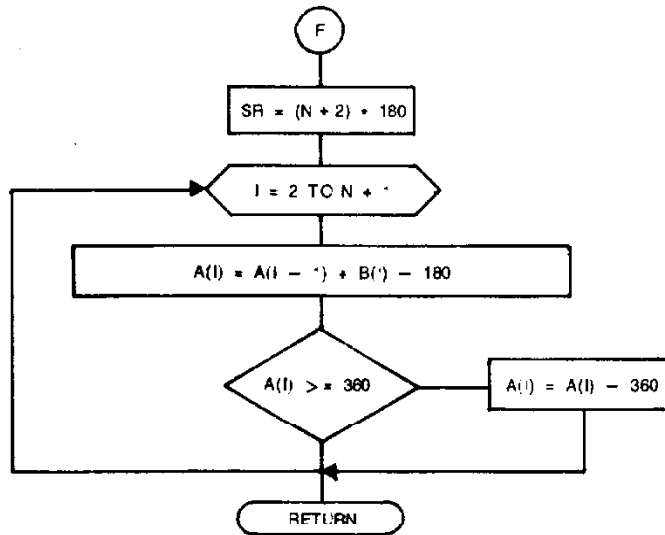 F
SR = (N + 2) * 180
I = 2 TO N + 1
A(I) = A(I - 1) + B(I) - 180
A(I) > = 360
A(I) = A(I) - 360
RETURN